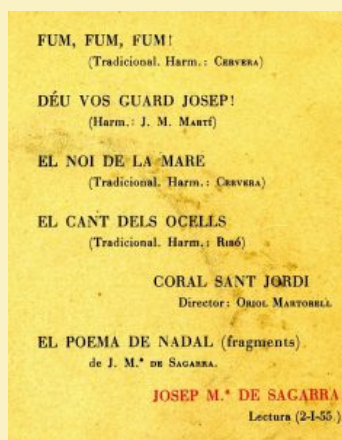 FUM, FUM, FUM!
(Tradicional. Harm.: CERVERA)
DÉU VOS GUARD JOSEP!
(Harm.: J. M. MARTÍ)
EL NOI DE LA MARE
(Tradicional. Harm.: CERVERA)
EL CANT DELS OCELLS
(Tradicional. Harm.: RIBÓ)
CORAL SANT JORDI
Director: ORIOL MARTORELL
EL POEMA DE NADAL (fragments)
de J. M.ª DE SAGARRA.
JOSEP M.ª DE SAGARRA
Lectura (2-I-55.)